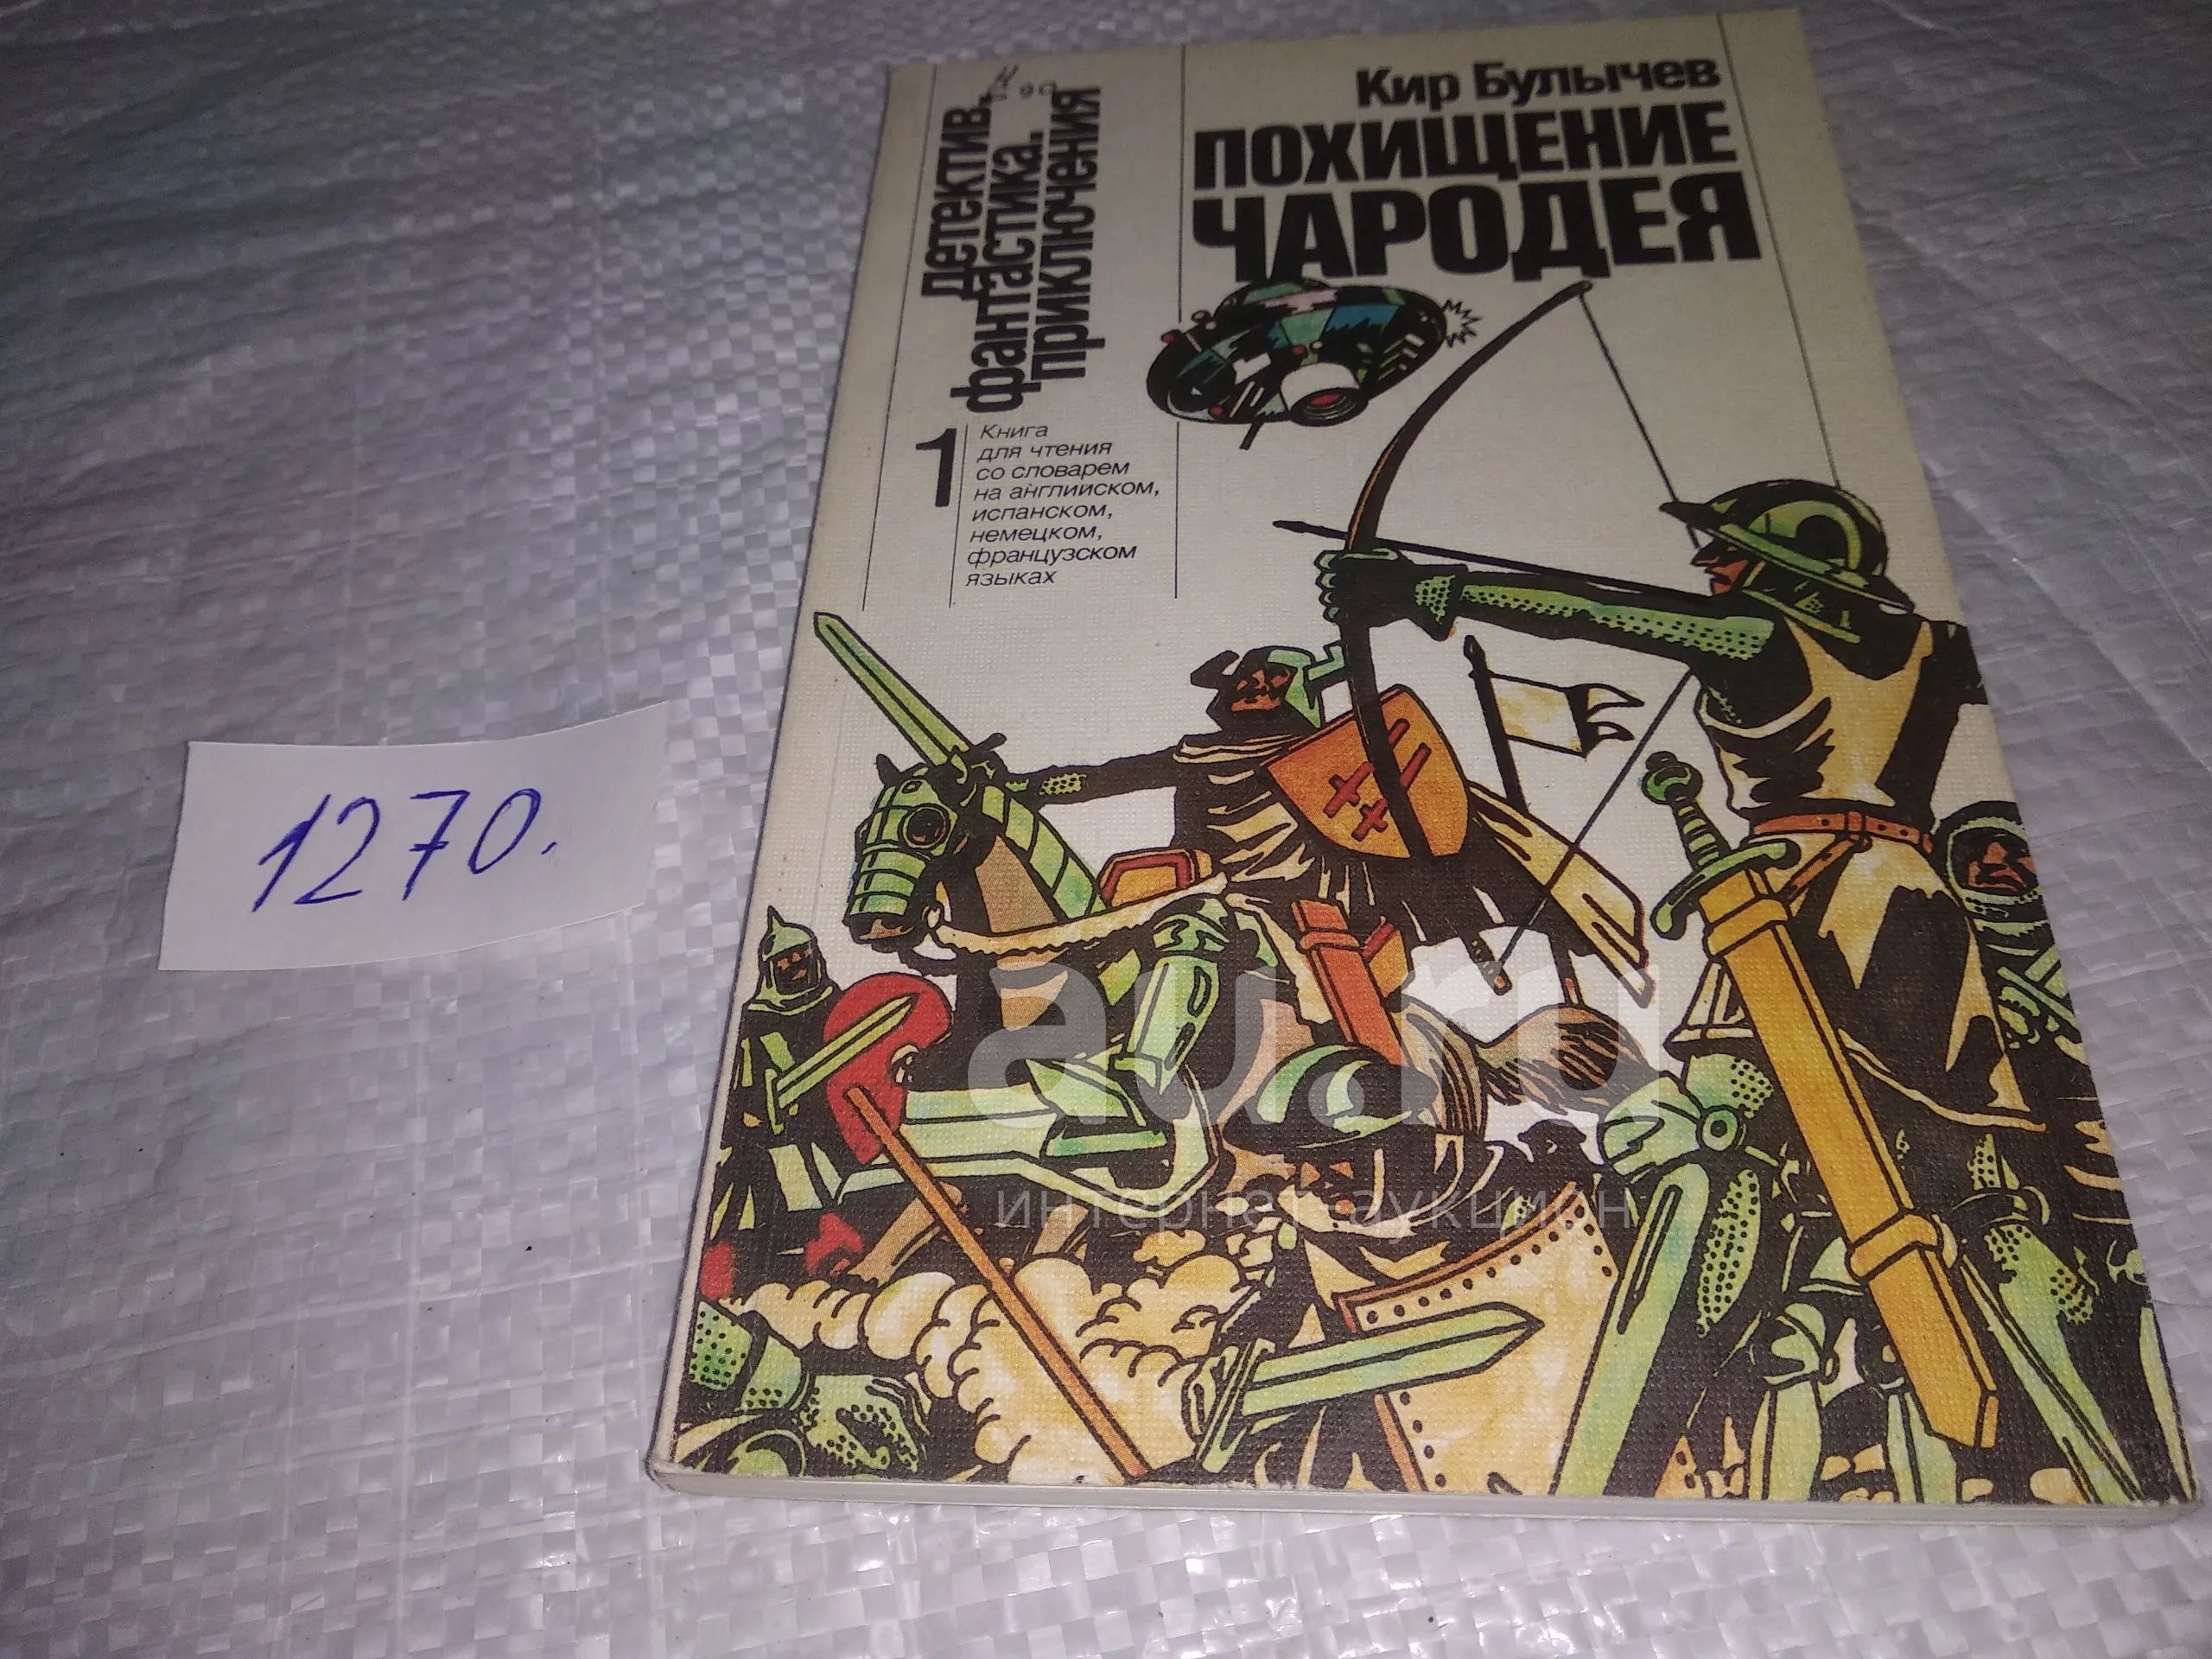 Кир Булычев
ПОХИЩЕНИЕ
ЧАРОДЕЯ
Детектив.
фантастика.
приключения
1
Книга
для чтения
со словарем
на английском,
испанском,
немецком,
французском
языках
1270.
au.ru
интернет-аукцион